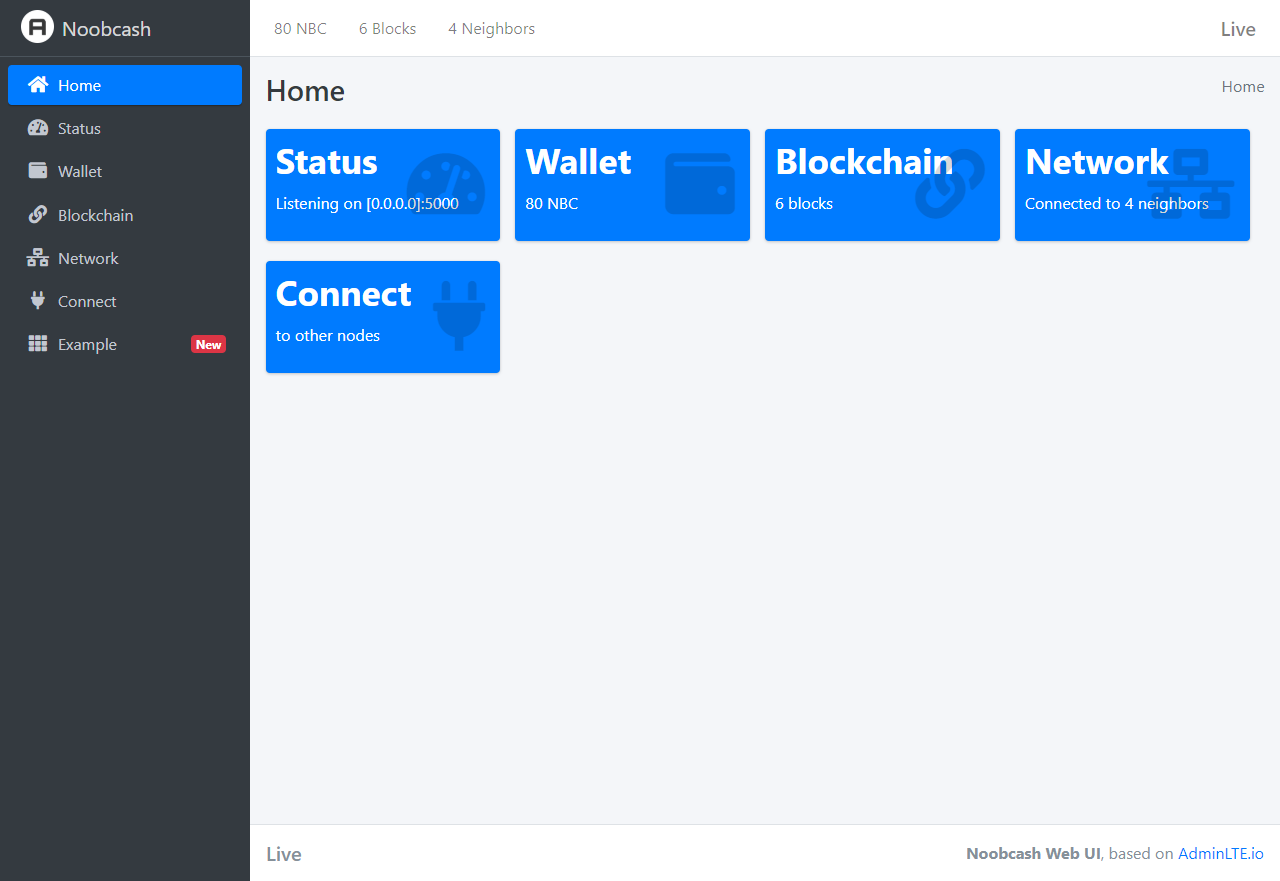 Noobcash
80 NBC 6 Blocks 4 Neighbors Live
Home
Status
Wallet
Blockchain
Network
Connect
Example New
Home
Home
Status
Listening on [0.0.0.0]:5000
Wallet
80 NBC
Blockchain
6 blocks
Network
Connected to 4 neighbors
Connect
to other nodes
Live
Noobcash Web UI, based on AdminLTE.io